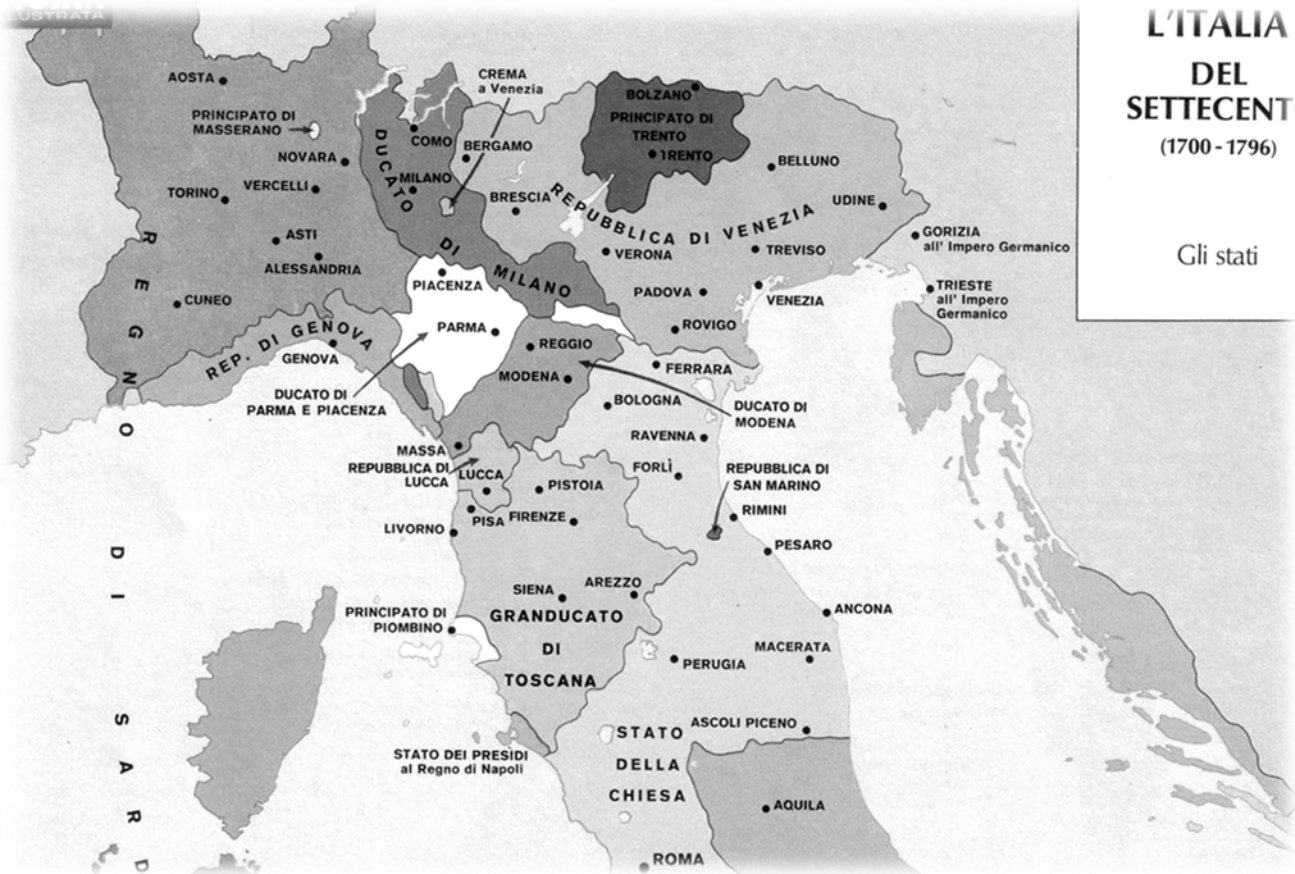 USTRATA
L'ITALIA
DEL
SETTECENT
(1700 - 1796)
Gli stati
AOSTA
PRINCIPATO DI
MASSERANO
NOVARA
VERCELLI
TORINO
ASTI
ALESSANDRIA
CUNEO
REGNO DI SARD
REP. DI GENOVA
GENOVA
CREMA
a Venezia
COMO
BERGAMO
MILANO
BRESCIA
DUCATO DI MILANO
BOLZANO
PRINCIPATO DI
TRENTO
TRENTO
BELLUNO
UDINE
REPUBBLICA DI VENEZIA
GORIZIA
all' Impero Germanico
TRIESTE
all' Impero
Germanico
VERONA
TREVISO
PADOVA
VENEZIA
ROVIGO
PIACENZA
PARMA
DUCATO DI
PARMA E PIACENZA
REGGIO
MODENA
FERRARA
BOLOGNA
DUCATO DI
MODENA
RAVENNA
FORLÌ
REPUBBLICA DI
SAN MARINO
RIMINI
PESARO
MASSA
REPUBBLICA DI
LUCCA
LUCCA
PISTOIA
PISA
FIRENZE
LIVORNO
SIENA
AREZZO
GRANDUCATO
DI
TOSCANA
PRINCIPATO DI
PIOMBINO
ANCONA
MACERATA
PERUGIA
ASCOLI PICENO
STATO
DELLA
CHIESA
STATO DEI PRESIDI
al Regno di Napoli
AQUILA
ROMA